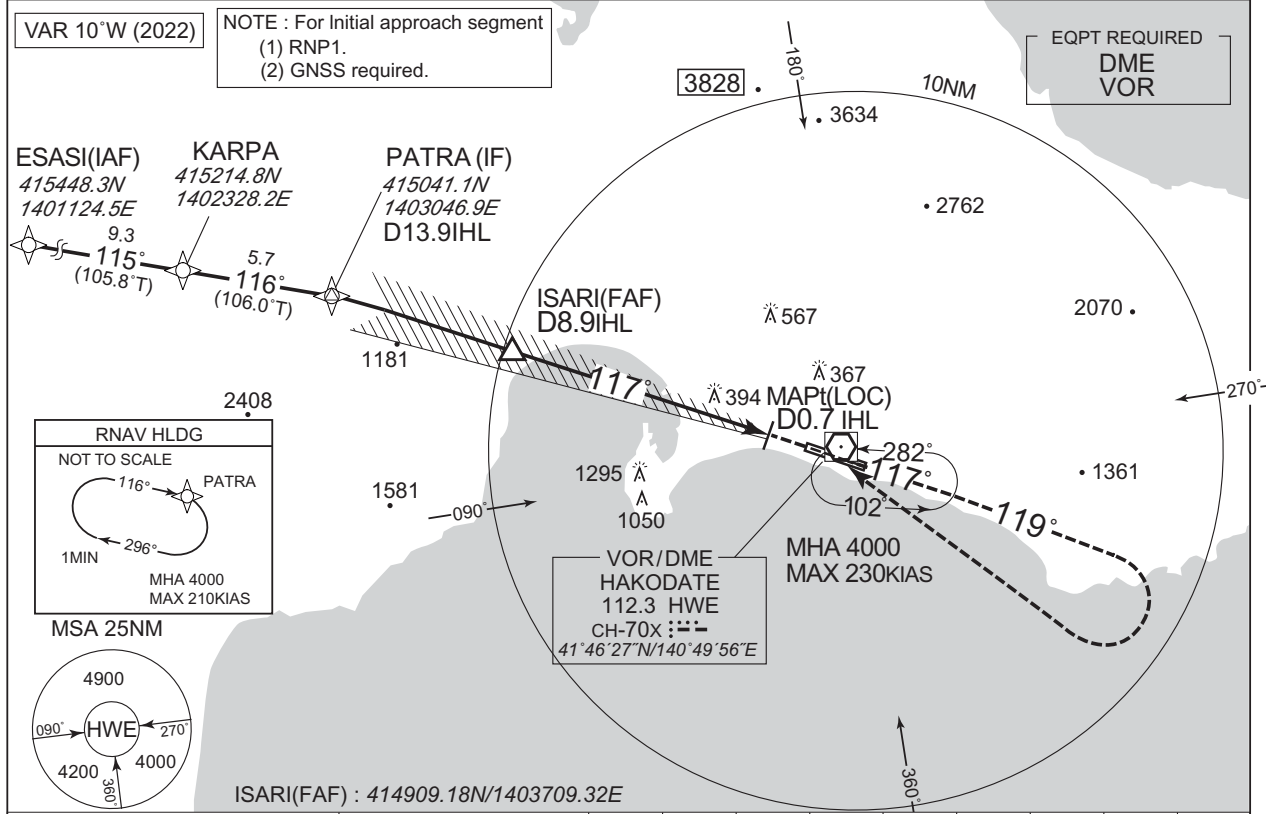 VAR 10°W (2022)
NOTE : For Initial approach segment
(1) RNP1.
(2) GNSS required.
EQPT REQUIRED
DME
VOR
180°
10NM
3828
3634
2762
2070
270°
1361
ESASI(IAF)
415448.3N
1401124.5E
KARPA
415214.8N
1402328.2E
PATRA (IF)
415041.1N
1403046.9E
D13.9IHL
9.3
115°
(105.8°T)
5.7
116°
(106.0°T)
ISARI(FAF)
D8.9IHL
567
367
394
MAPt(LOC)
D0.7 IHL
1181
117°
2408
1581
1295
1050
090°
282°
117°
102°
119°
MHA 4000
MAX 230KIAS
RNAV HLDG
NOT TO SCALE
116°
PATRA
296°
1MIN
MHA 4000
MAX 210KIAS
VOR/DME
HAKODATE
112.3 HWE
CH-70X
41°46′27″N/140°49′56″E
MSA 25NM
4900
090°
HWE
270°
4200
4000
360°
360°
ISARI(FAF) : 414909.18N/1403709.32E